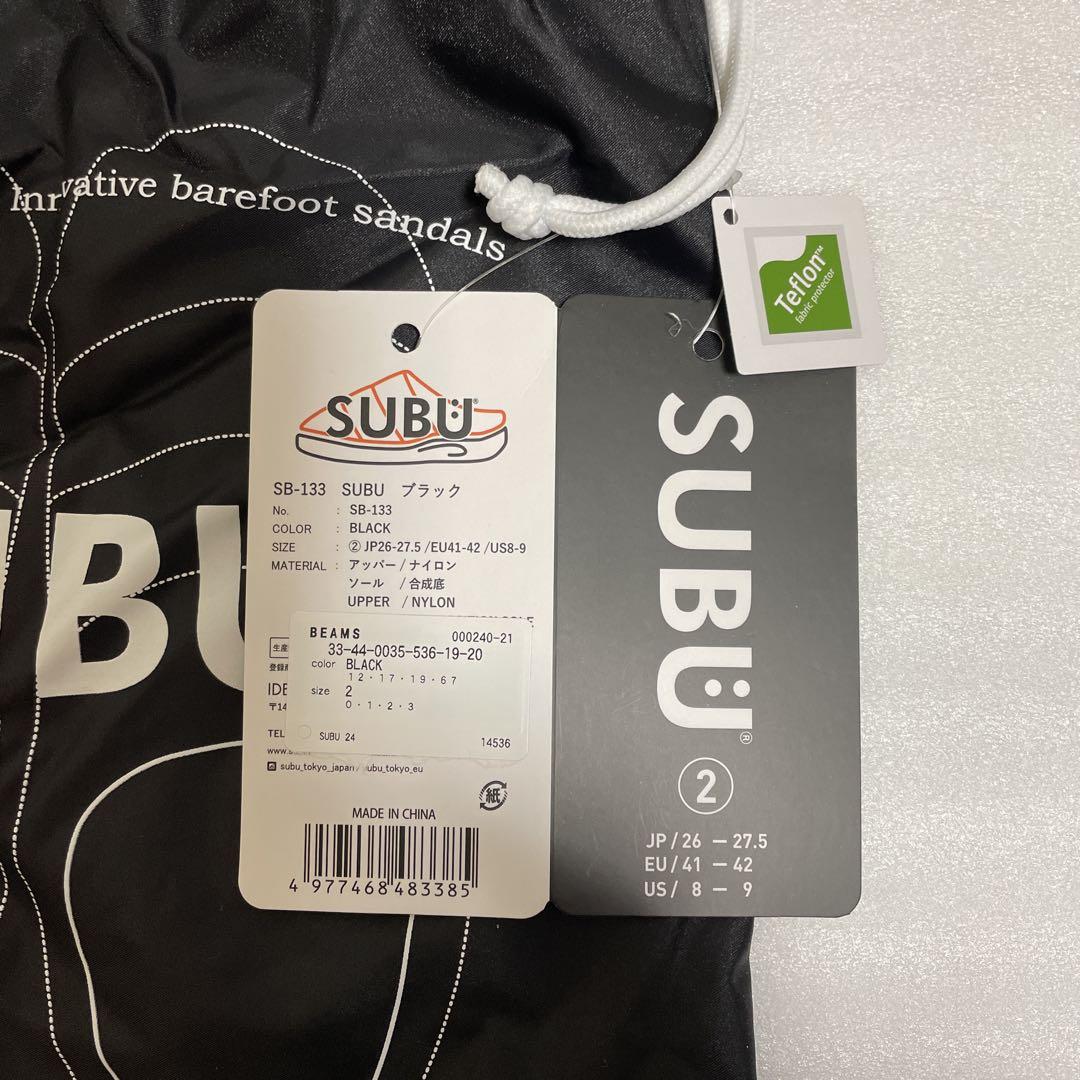 vative barefoot sandals
BU
SUBU®
SB-133 SUBU ブラック
No. : SB-133
COLOR : BLACK
SIZE : ② JP26-27.5 /EU41-42 /US8-9
MATERIAL : アッパー / ナイロン
ソール / 合成底
UPPER / NYLON
BEAMS 000240-21
33-44-0035-536-19-20
color BLACK
12・17・19・67
size 2
0・1・2・3
SUBU 24 14536
TEL
subu_tokyo_japan / subu_tokyo_eu
紙
MADE IN CHINA
4 977468 483385
SUBU®
2
JP / 26 — 27.5
EU / 41 — 42
US / 8 — 9
Teflon™
fabric protector